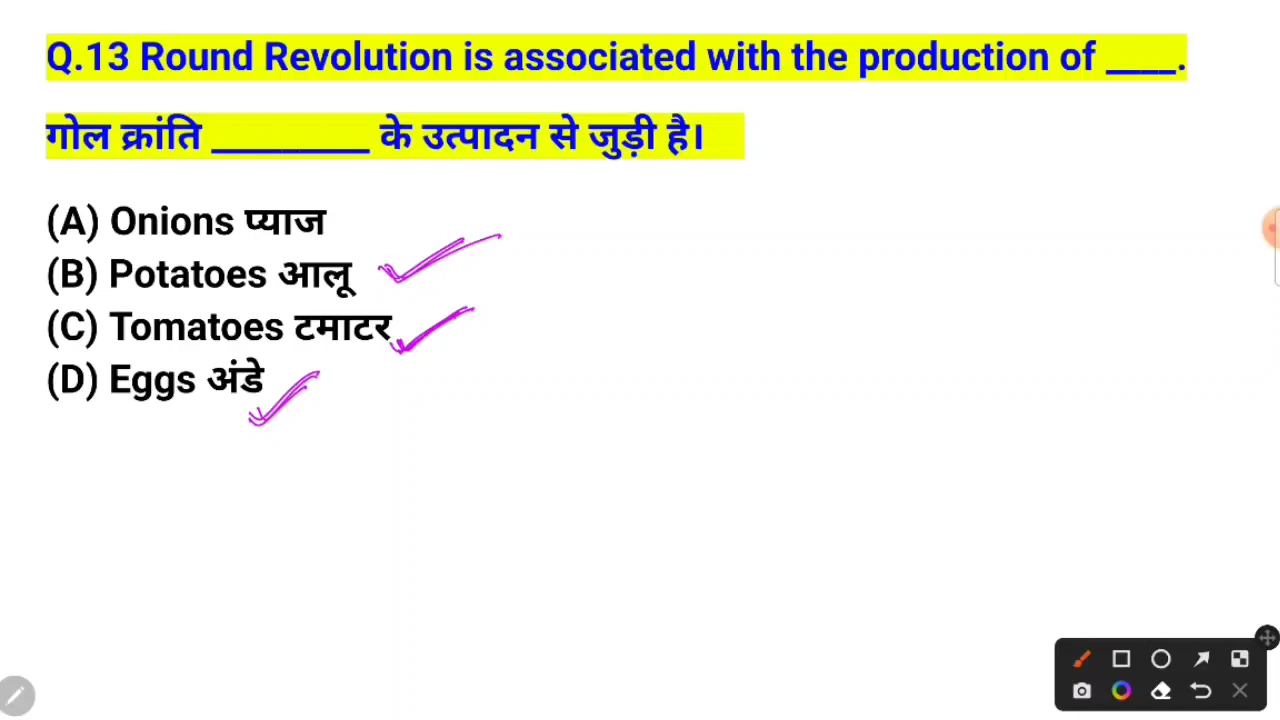 Q.13 Round Revolution is associated with the production of ____.
गोल क्रांति ________ के उत्पादन से जुड़ी है।
(A) Onions प्याज
(B) Potatoes आलू
(C) Tomatoes टमाटर
(D) Eggs अंडे